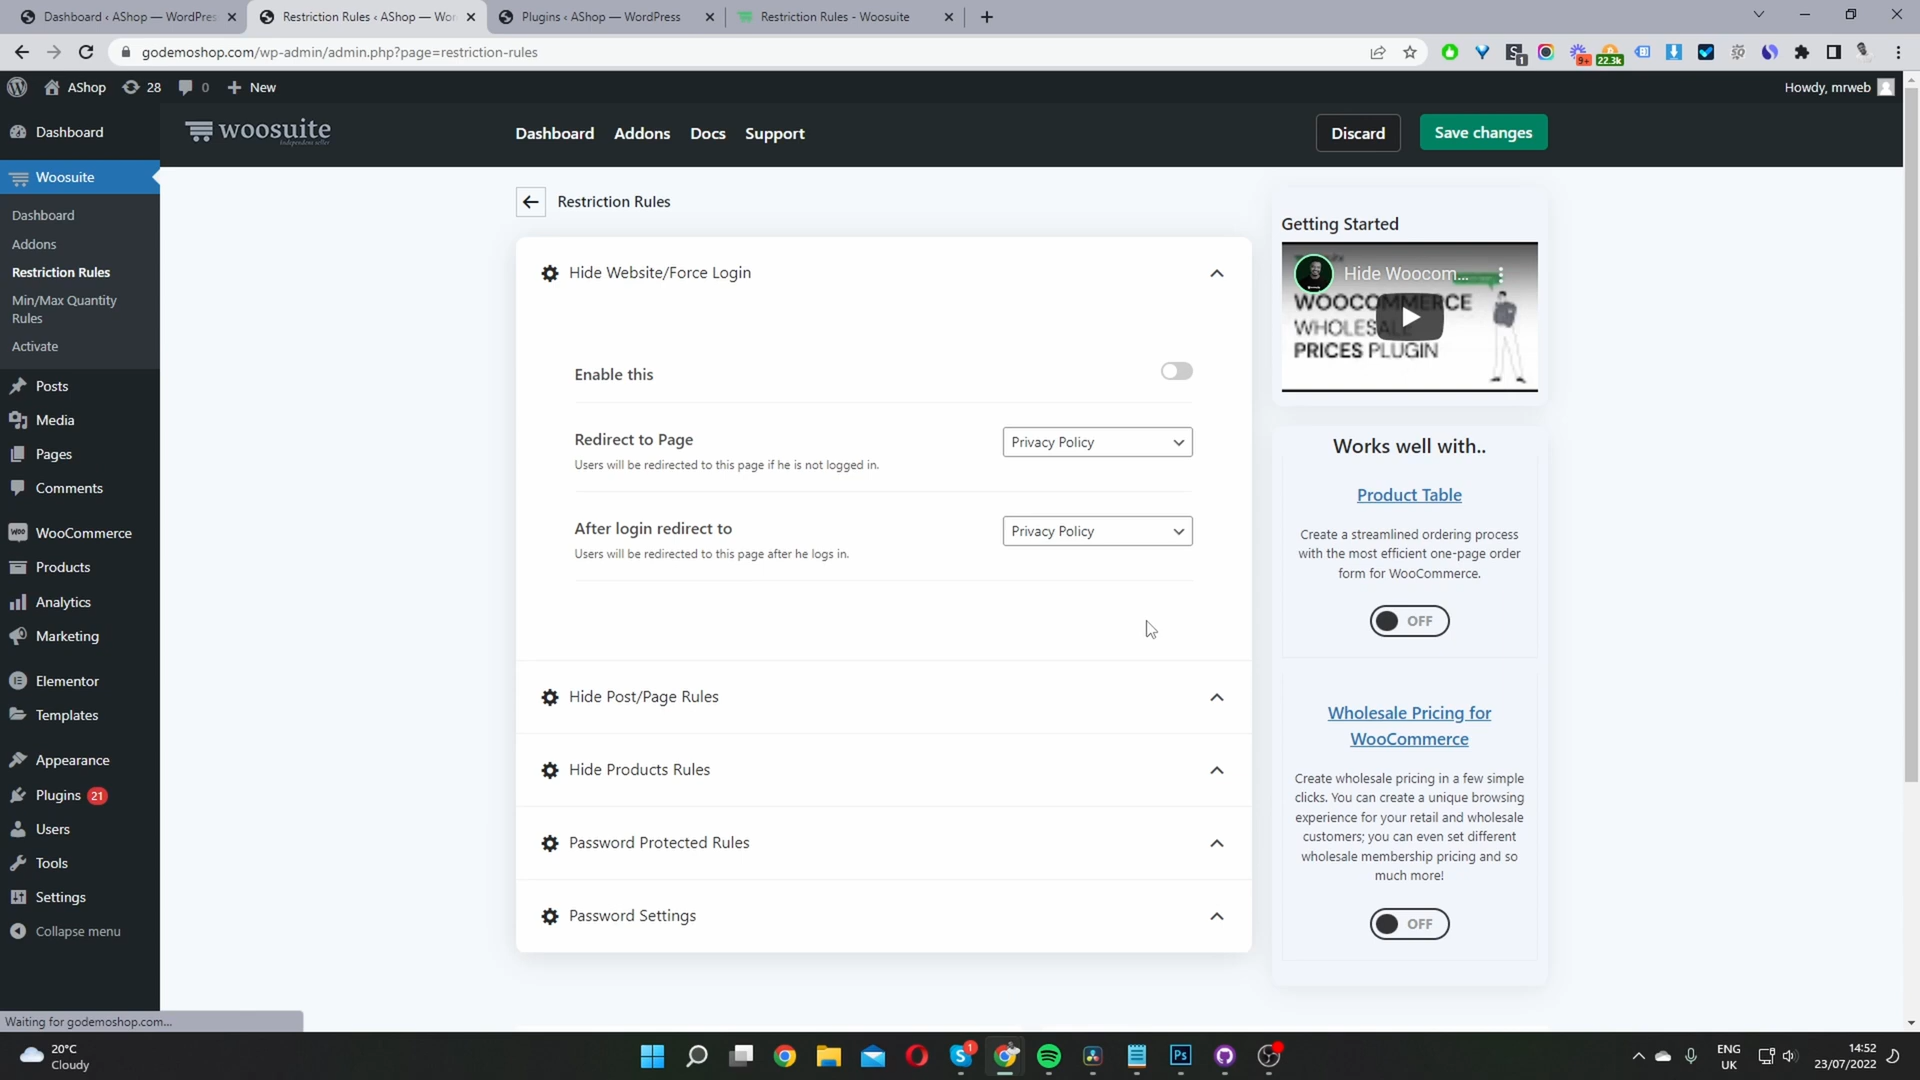 Dashboard ‹ AShop — WordPres
Restriction Rules ‹ AShop — Wor
Plugins ‹ AShop — WordPress
Restriction Rules - Woosuite
godemoshop.com/wp-admin/admin.php?page=restriction-rules
1
9+
22.3k
AShop
28
0
New
Howdy, mrweb
Dashboard
Woosuite
Dashboard
Addons
Restriction Rules
Min/Max Quantity
Rules
Activate
Posts
Media
Pages
Comments
WooCommerce
Products
Analytics
Marketing
Elementor
Templates
Appearance
Plugins 21
Users
Tools
Settings
Collapse menu
Waiting for godemoshop.com...
woosuite
Independent seller
Dashboard
Addons
Docs
Support
Discard
Save changes
Restriction Rules
Hide Website/Force Login
Enable this
Redirect to Page
Users will be redirected to this page if he is not logged in.
Privacy Policy
After login redirect to
Users will be redirected to this page after he logs in.
Privacy Policy
Hide Post/Page Rules
Hide Products Rules
Password Protected Rules
Password Settings
Getting Started
Hide Woocom...
WOOCOMMERCE
WHOLESALE
PRICES PLUGIN
Works well with..
Product Table
Create a streamlined ordering process
with the most efficient one-page order
form for WooCommerce.
OFF
Wholesale Pricing for
WooCommerce
Create wholesale pricing in a few simple
clicks. You can create a unique browsing
experience for your retail and wholesale
customers; you can even set different
wholesale membership pricing and so
much more!
OFF
20°C
Cloudy
1
ENG
UK
14:52
23/07/2022